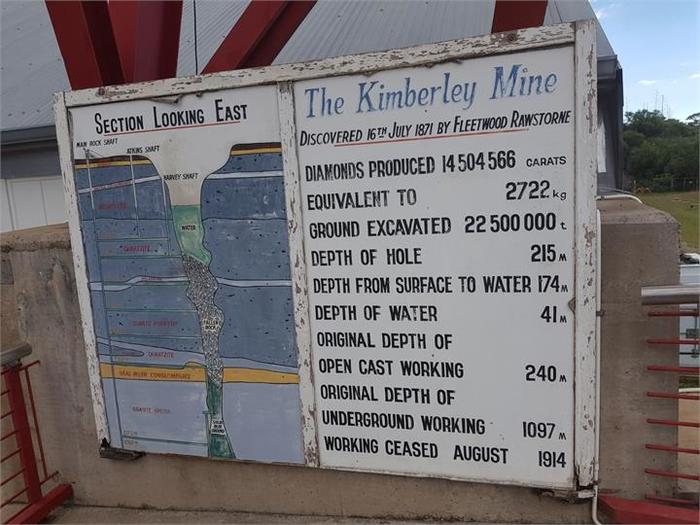 Section Looking East
MAIN ROCK SHAFT
ATKINS SHAFT
HARVEY SHAFT
WATER
QUARTZITE
QUARTZITE
The Kimberley Mine
DISCOVERED 16TH JULY 1871 BY FLEETWOOD RAWSTORNE
DIAMONDS PRODUCED 14 504 566 CARATS
EQUIVALENT TO 2722. kg
GROUND EXCAVATED 22 500 000 t
DEPTH OF HOLE 215 M
DEPTH FROM SURFACE TO WATER 174 M
DEPTH OF WATER 41 M
ORIGINAL DEPTH OF
OPEN CAST WORKING 240 M
ORIGINAL DEPTH OF
UNDERGROUND WORKING 1097 M
WORKING CEASED AUGUST 1914